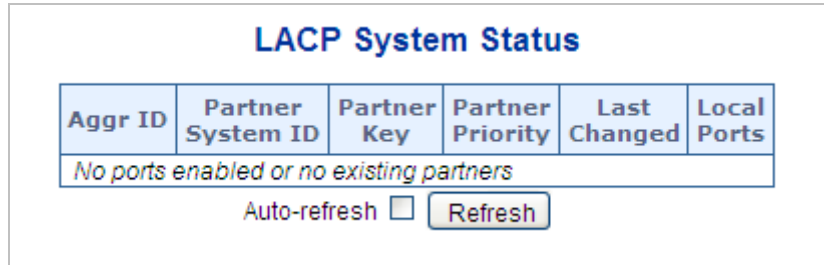 LACP System Status
Aggr ID Partner System ID Partner Key Partner Priority Last Changed Local Ports
No ports enabled or no existing partners
Auto-refresh Refresh